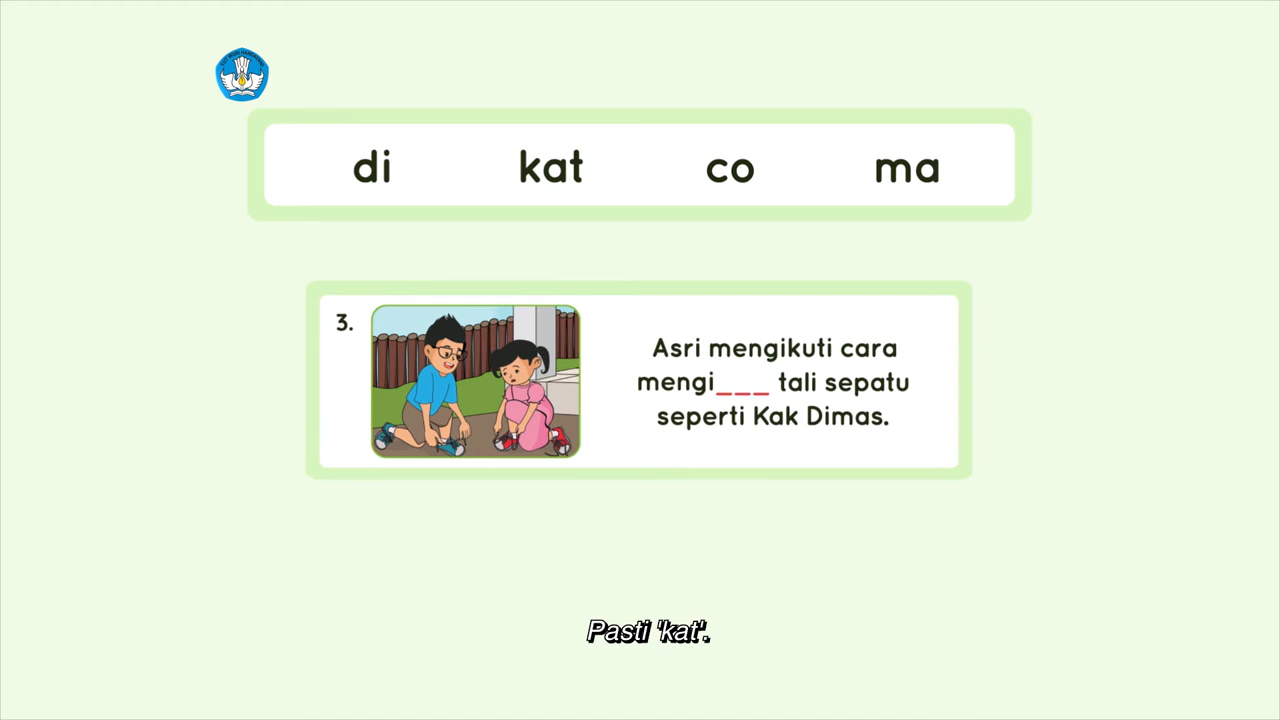 di kat co ma
3.
Asri mengikuti cara
mengi___ tali sepatu
seperti Kak Dimas.
Pasti 'kat'.